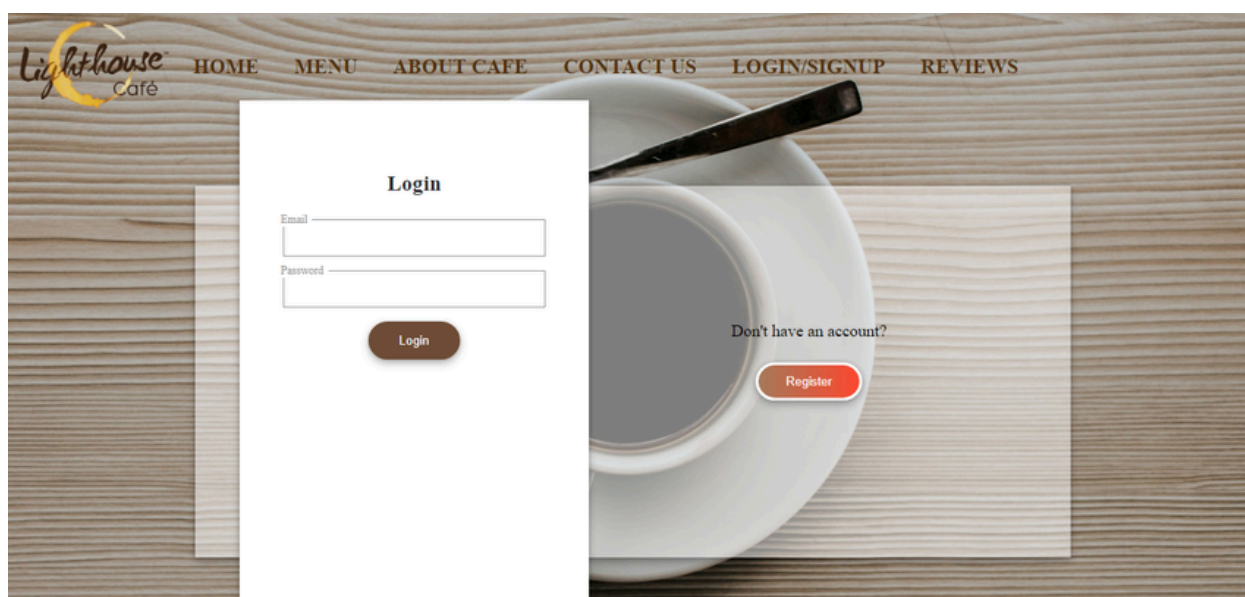 Lighthouse
Café
HOME MENU ABOUT CAFE CONTACT US LOGIN/SIGNUP REVIEWS
Login
Email
Password
Login
Don't have an account?
Register